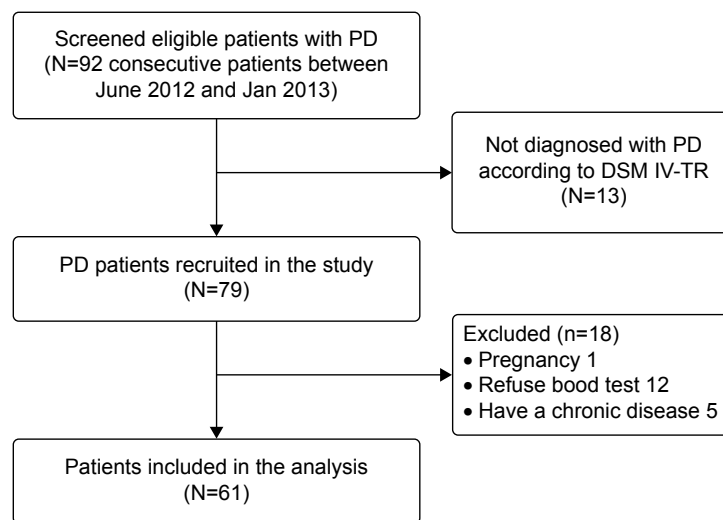 Screened eligible patients with PD
(N=92 consecutive patients between
June 2012 and Jan 2013)
Not diagnosed with PD
according to DSM IV-TR
(N=13)
PD patients recruited in the study
(N=79)
Excluded (n=18)
• Pregnancy 1
• Refuse bood test 12
• Have a chronic disease 5
Patients included in the analysis
(N=61)